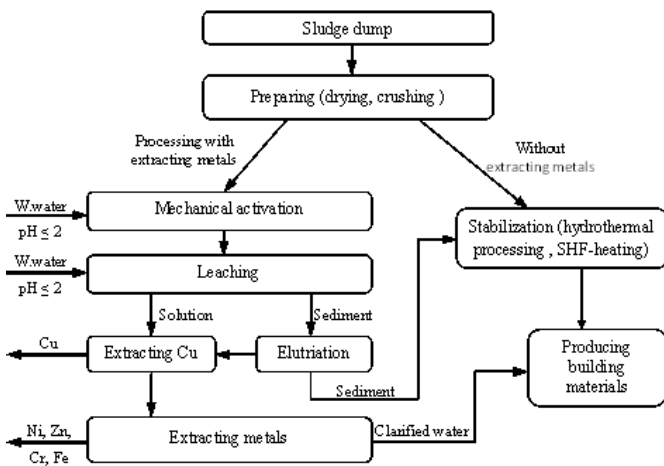 Sludge dump
Preparing (drying, crushing )
Processing with
extracting metals
Without
extracting metals
W.water
pH ≤ 2
Mechanical activation
Stabilization (hydrothermal
processing , SHF-heating)
W.water
pH ≤ 2
Leaching
Solution
Sediment
Cu
Extracting Cu
Elutriation
Producing
building
materials
Sediment
Ni, Zn,
Cr, Fe
Extracting metals
Clarified water